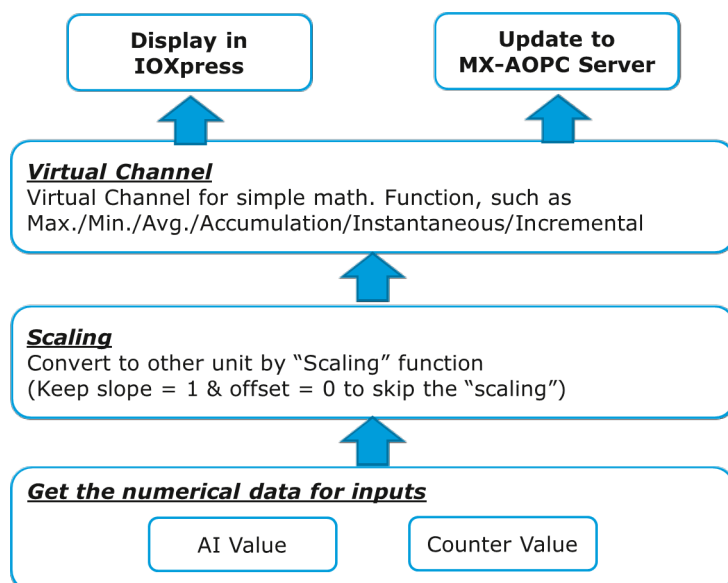 Display in
IOXpress
Update to
MX-AOPC Server
Virtual Channel
Virtual Channel for simple math. Function, such as
Max./Min./Avg./Accumulation/Instantaneous/Incremental
Scaling
Convert to other unit by “Scaling” function
(Keep slope = 1 & offset = 0 to skip the “scaling”)
Get the numerical data for inputs
AI Value
Counter Value